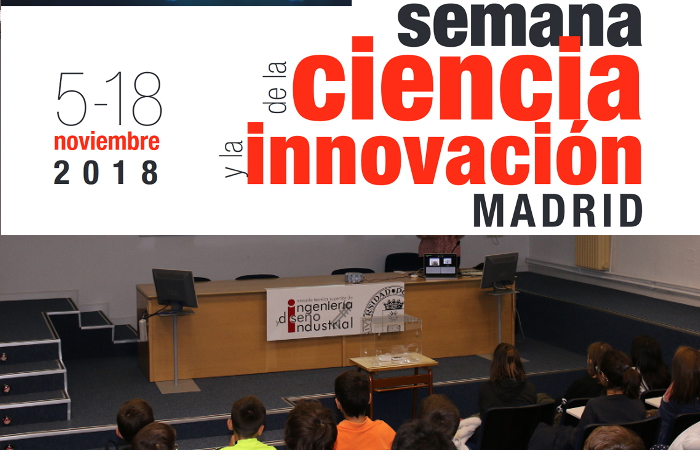 semana
de la
ciencia
y la
innovación
MADRID
5-18
noviembre
2018
ingeniería
y diseño
industrial